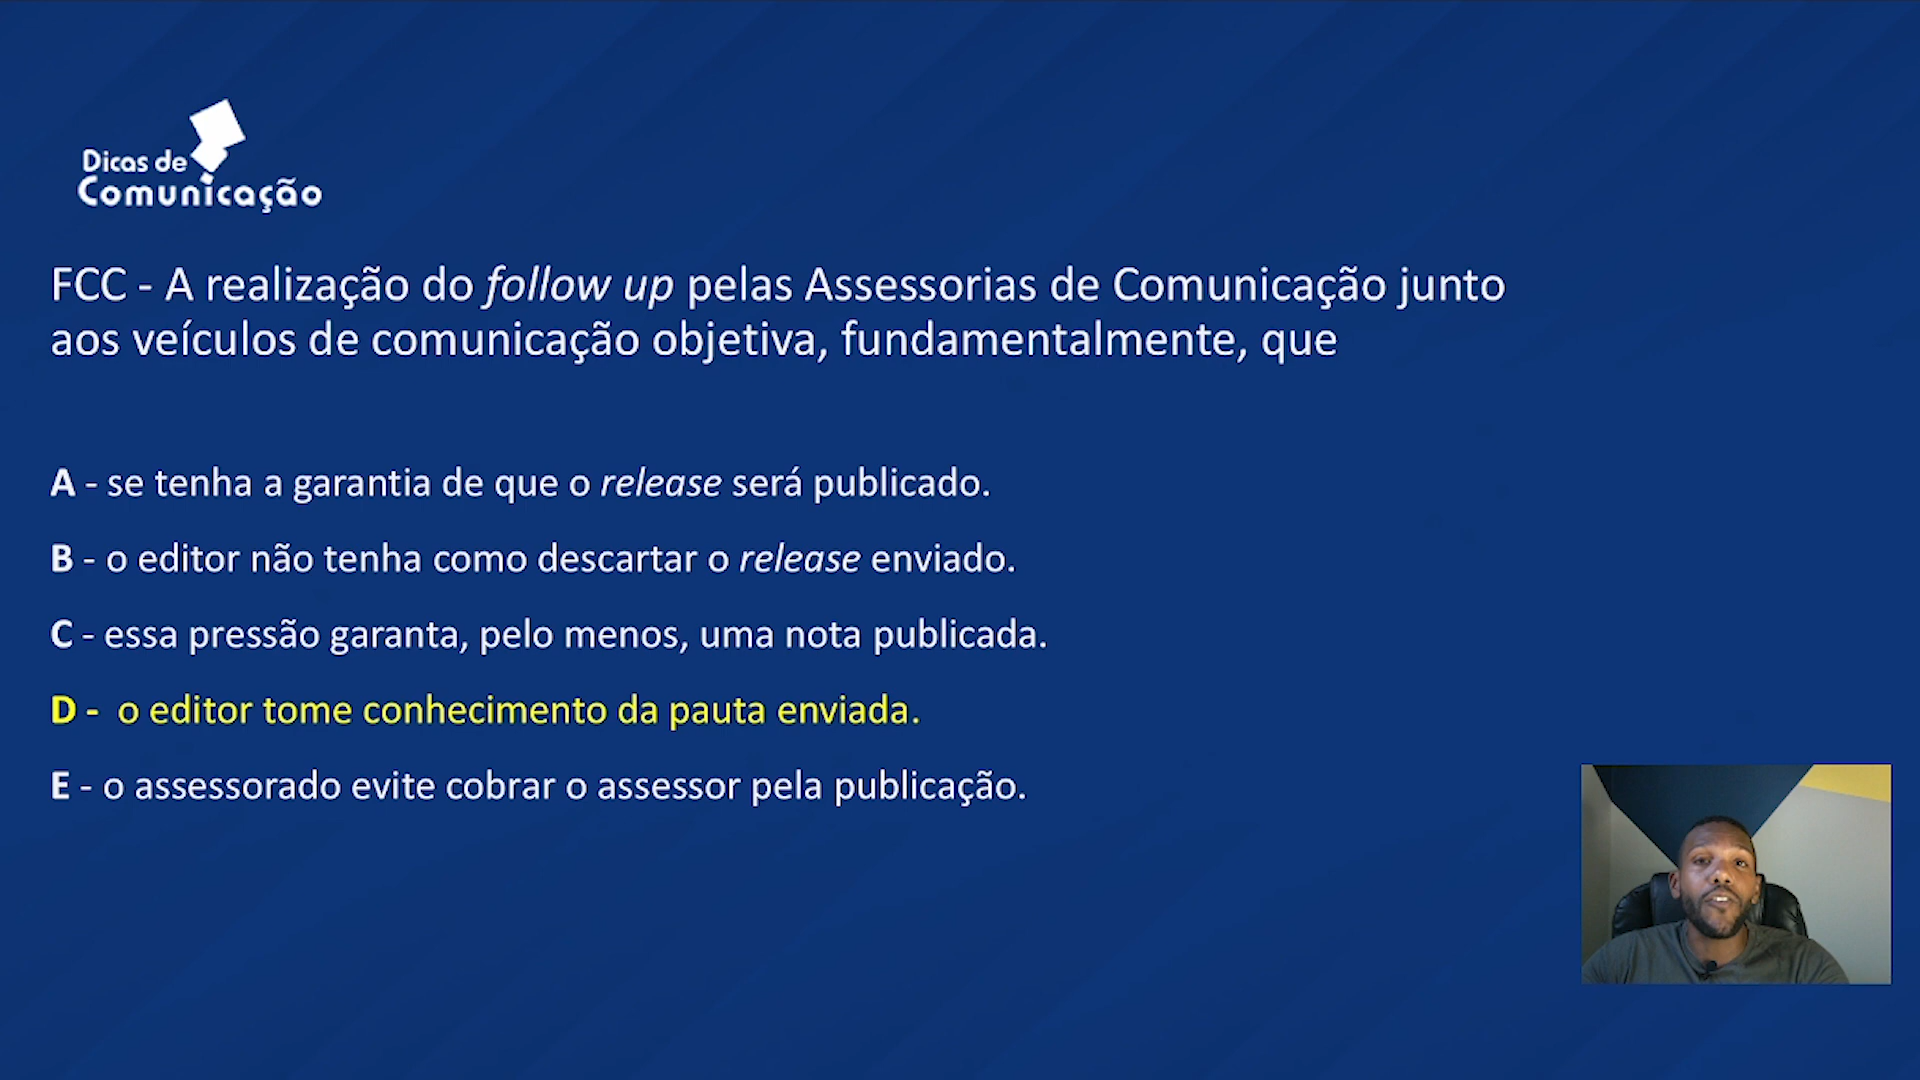 Dicas de
Comunicação
FCC - A realização do follow up pelas Assessorias de Comunicação junto
aos veículos de comunicação objetiva, fundamentalmente, que
A - se tenha a garantia de que o release será publicado.
B - o editor não tenha como descartar o release enviado.
C - essa pressão garanta, pelo menos, uma nota publicada.
D - o editor tome conhecimento da pauta enviada.
E - o assessorado evite cobrar o assessor pela publicação.